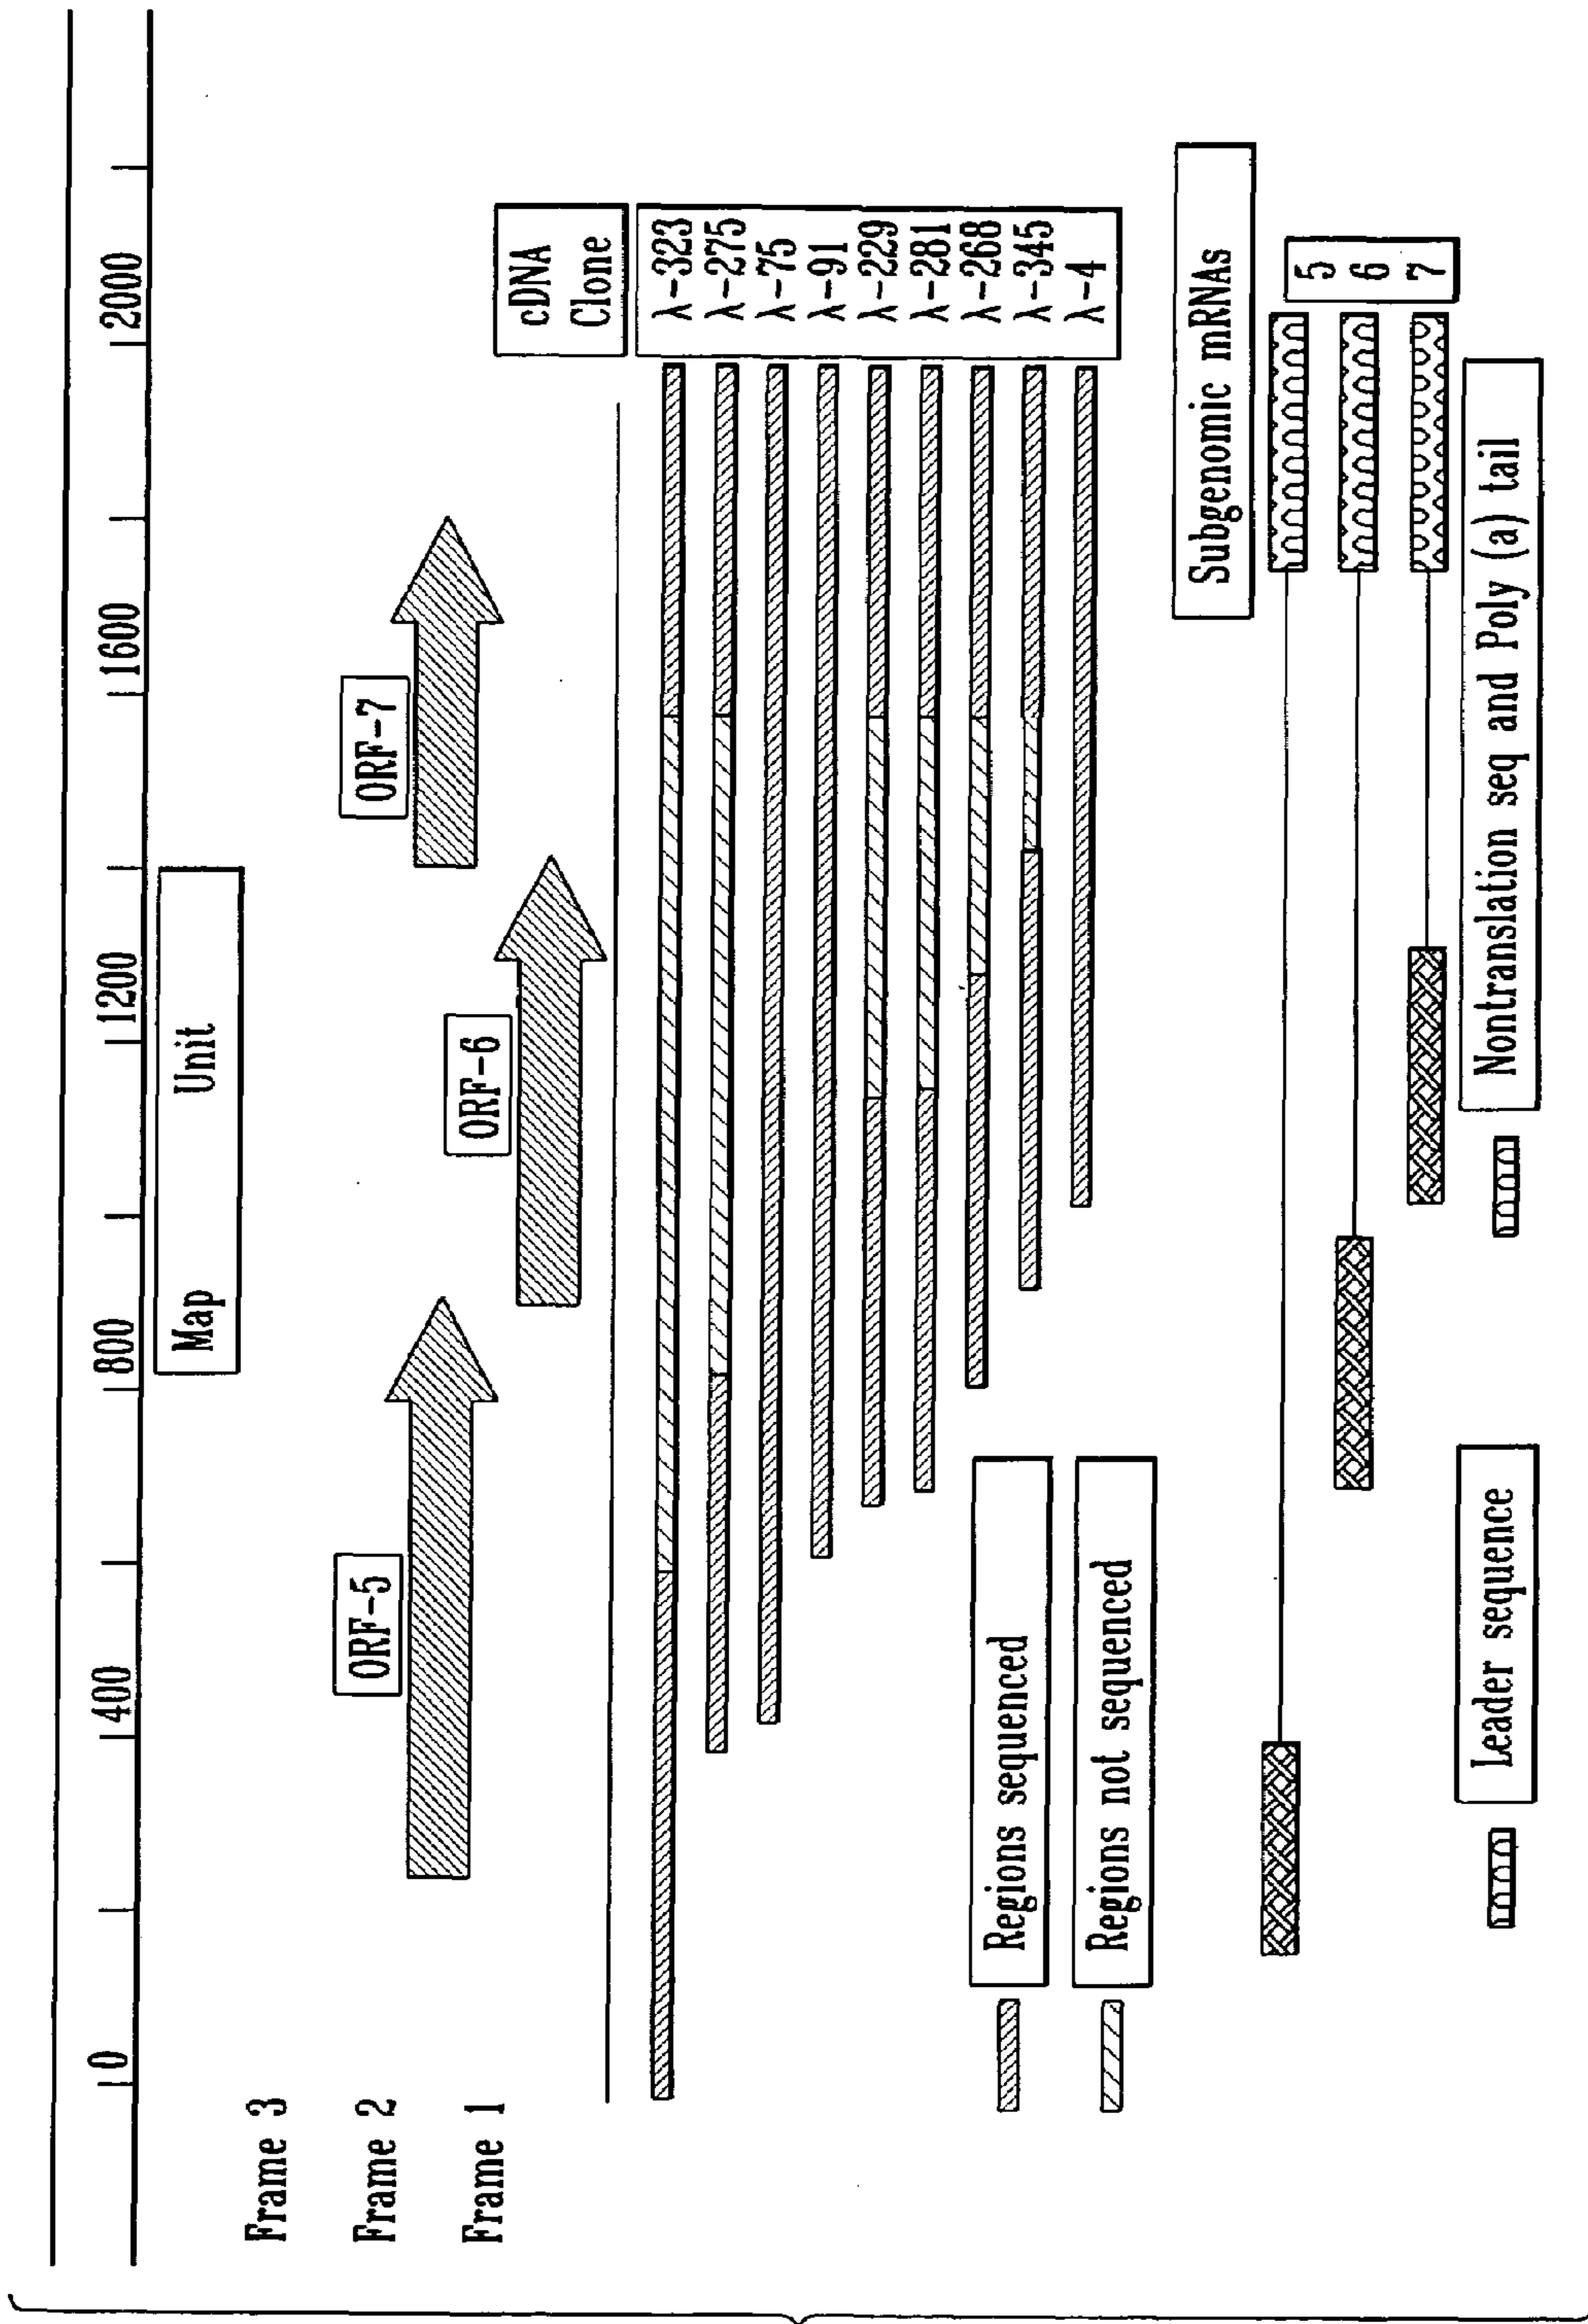 0 400 800 1200 1600 2000
Map Unit
Frame 3
Frame 2
Frame 1
ORF-5
ORF-6
ORF-7
cDNA
Clone
λ-323
λ-275
λ-75
λ-91
λ-229
λ-281
λ-268
λ-345
λ-4
Regions sequenced
Regions not sequenced
Subgenomic mRNAs
5
6
7
Leader sequence
Nontranslation seq and Poly (a) tail